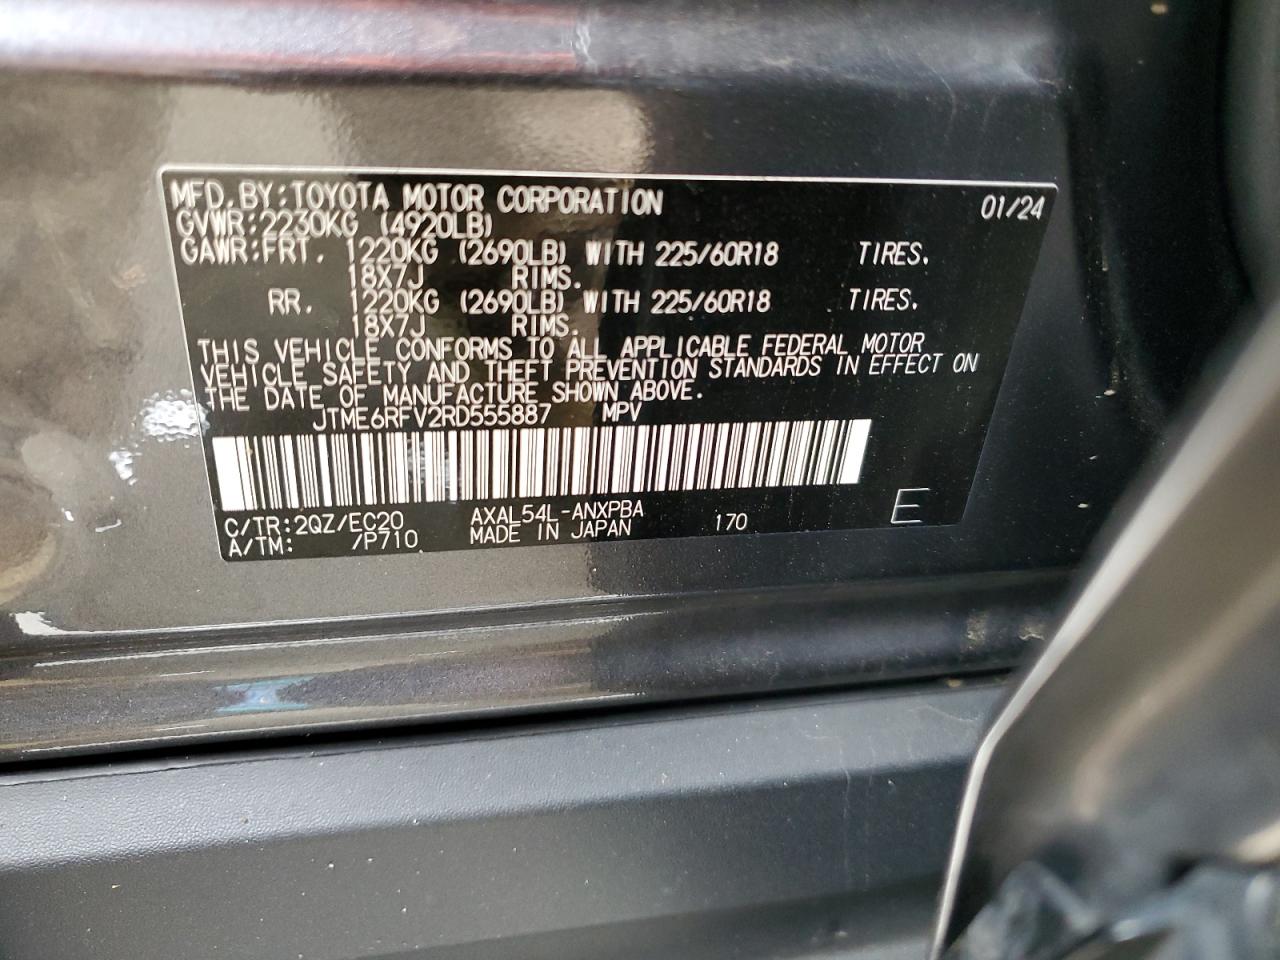 MFD.BY:TOYOTA MOTOR CORPORATION 01/24
GVWR:2230KG (4920LB)
GAWR:FRT. 1220KG (2690LB) WITH 225/60R18 TIRES.
18X7J RIMS.
RR. 1220KG (2690LB) WITH 225/60R18 TIRES.
18X7J RIMS.
THIS VEHICLE CONFORMS TO ALL APPLICABLE FEDERAL MOTOR
VEHICLE SAFETY AND THEFT PREVENTION STANDARDS IN EFFECT ON
THE DATE OF MANUFACTURE SHOWN ABOVE.
JTME6RFV2RD555887 MPV
C/TR:2QZ/EC20 AXAL54L-ANXPBA 170 E
A/TM: /P710 MADE IN JAPAN